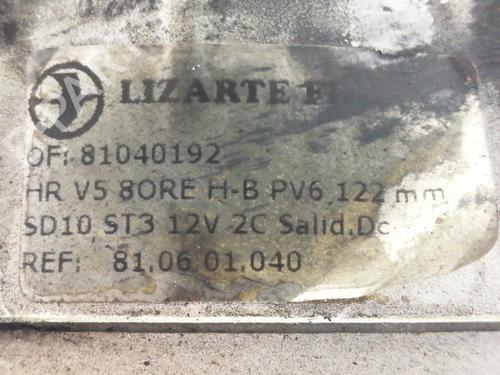 LIZARTE
OF: 81040192
HR V5 8ORE H-B PV6 122 mm
SD10 ST3 12V 2C Salid.Dc
REF: 81.06.01.040